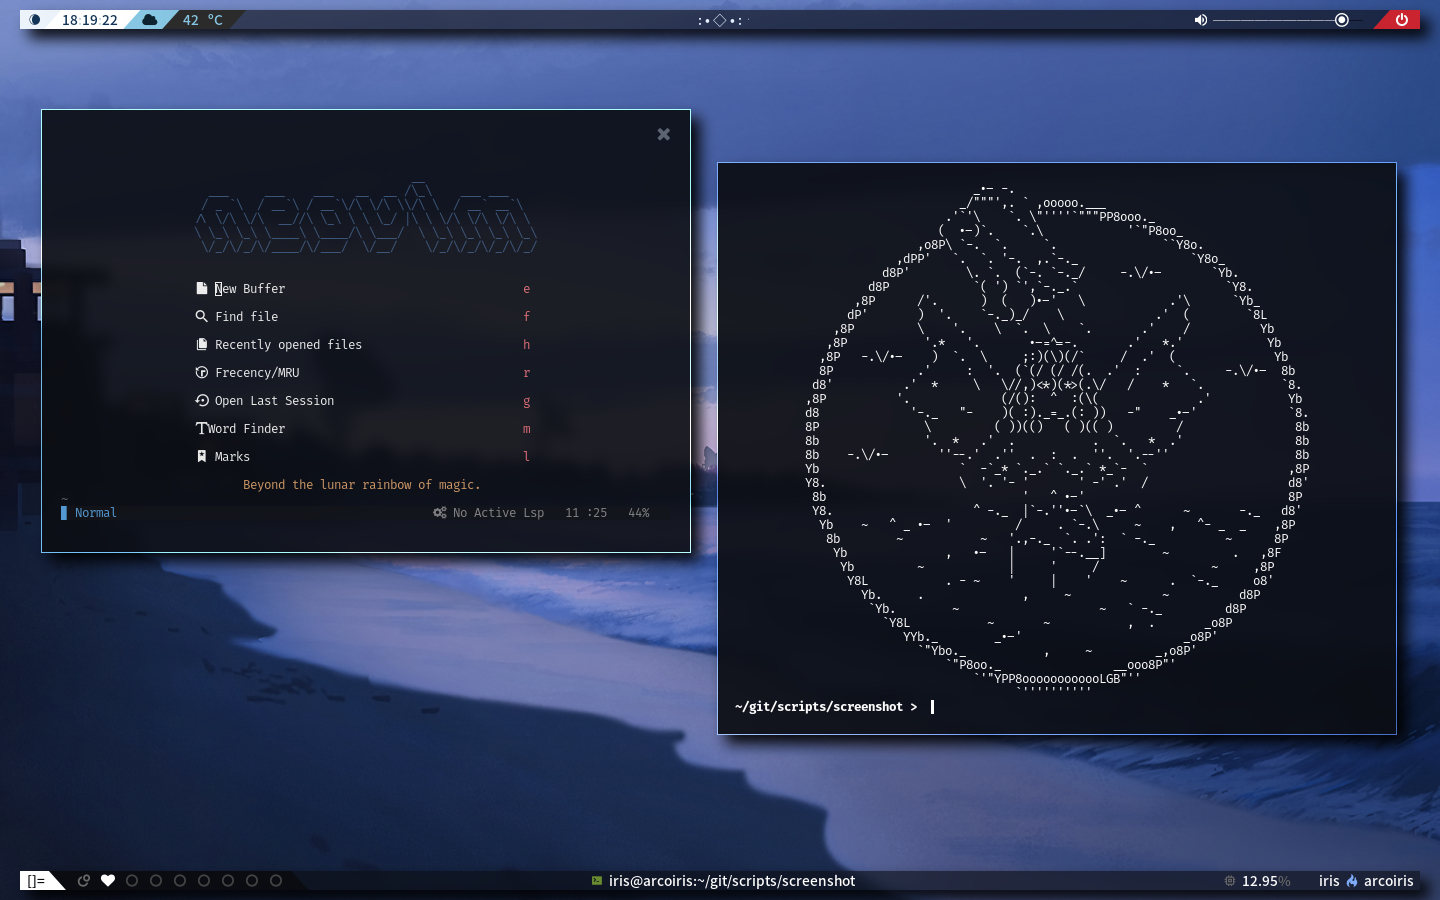 18:19:22
42 °C
New Buffer e
Find file f
Recently opened files h
Frecency/MRU r
Open Last Session g
Word Finder m
Marks l
Beyond the lunar rainbow of magic.
~
Normal
No Active Lsp 11 :25 44%
~/git/scripts/screenshot >
[]=
iris@arcoiris:~/git/scripts/screenshot
12.95%
iris arcoiris